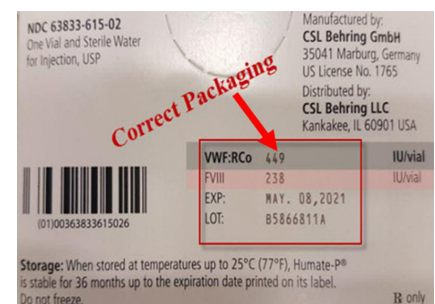 NDC 63833-615-02
One Vial and Sterile Water
for Injection, USP
Manufactured by:
CSL Behring GmbH
35041 Marburg, Germany
US License No. 1765
Distributed by:
CSL Behring LLC
Kankakee, IL 60901 USA
Correct Packaging
VWF:RCo 449 IU/vial
FVIII 238 IU/vial
EXP: MAY. 08,2021
LOT: B5866811A
(01)00363833615026
Storage: When stored at temperatures up to 25°C (77°F), Humate-P®
is stable for 36 months up to the expiration date printed on its label.
Do not freeze.
R only